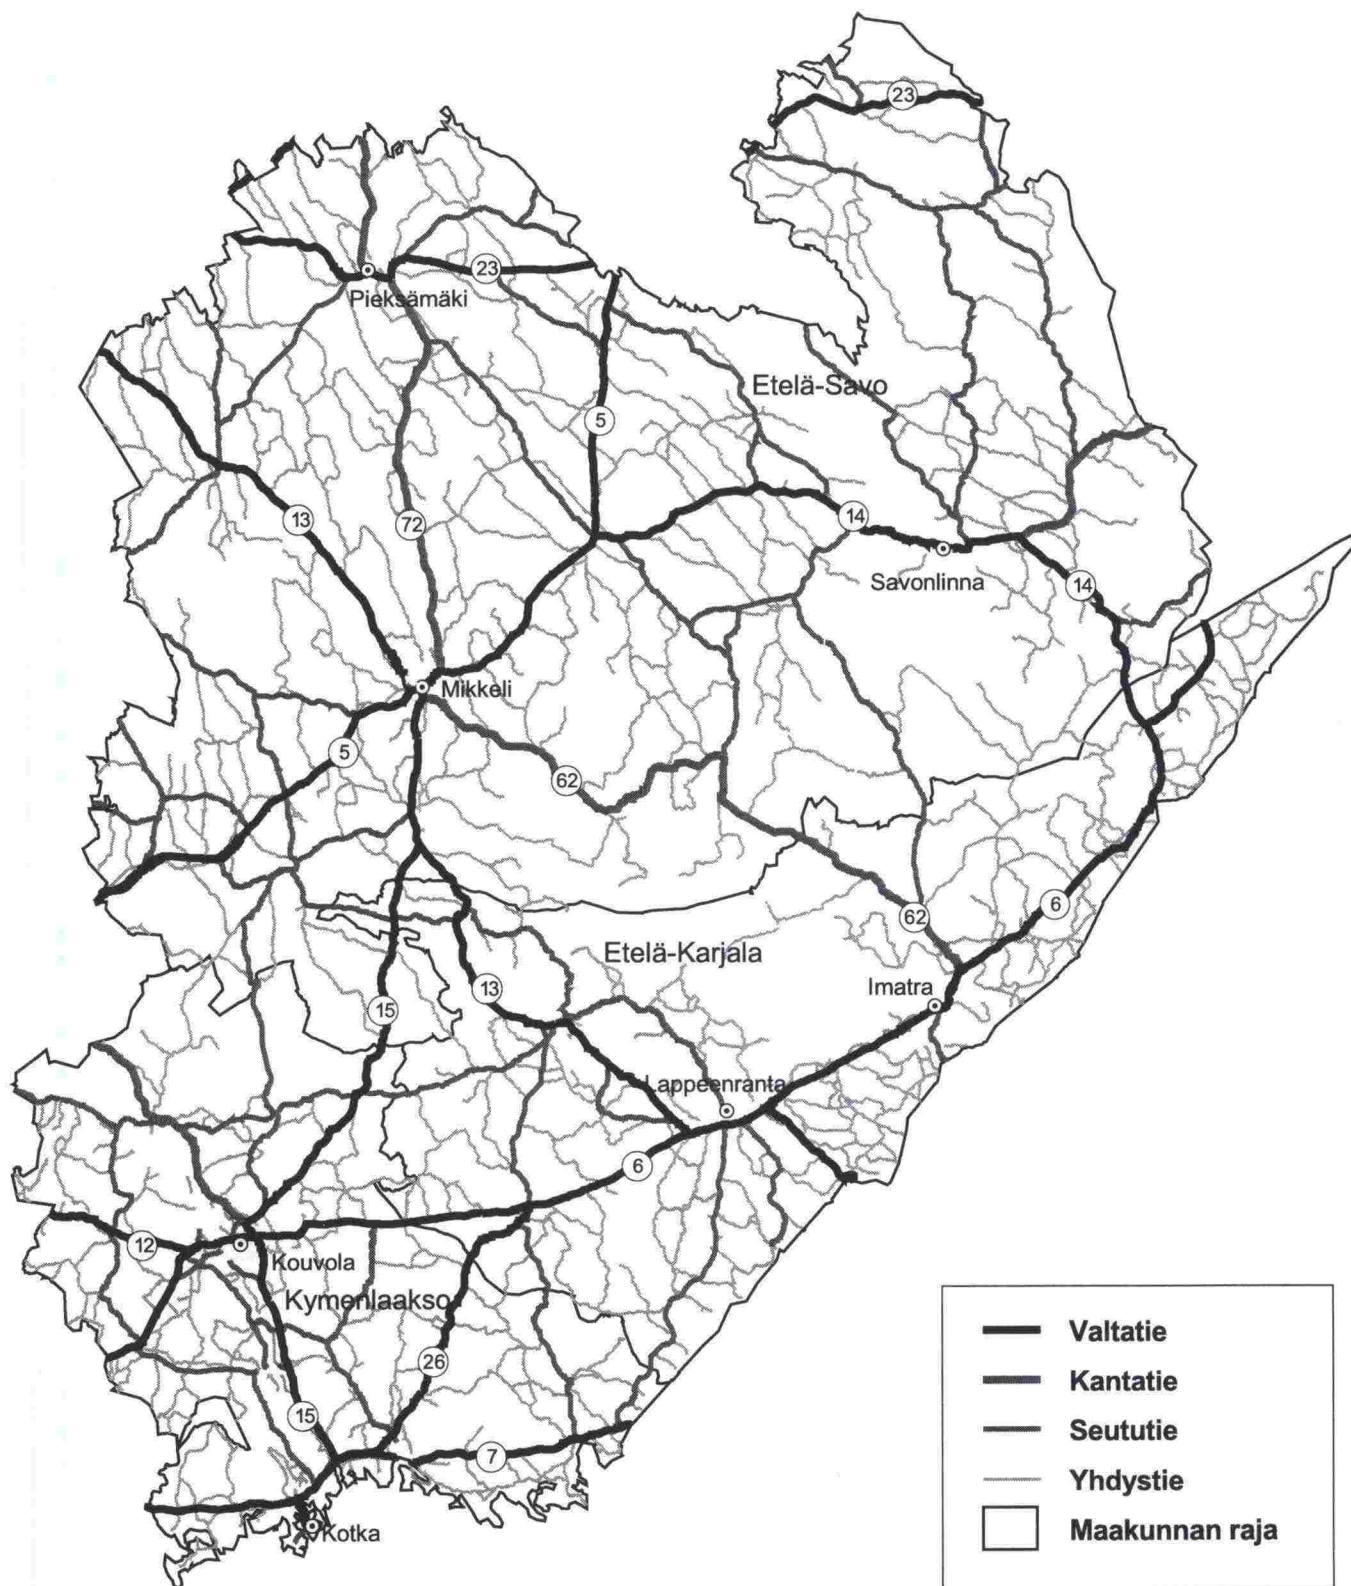 23
23
Pieksämäki
Etelä-Savo
5
13
72
14
Savonlinna
14
Mikkeli
5
62
62
6
Etelä-Karjala
Imatra
13
15
Lappeenranta
6
12
Kouvola
Kymenlaakso
26
15
7
Kotka
Valtatie
Kantatie
Seututie
Yhdystie
Maakunnan raja